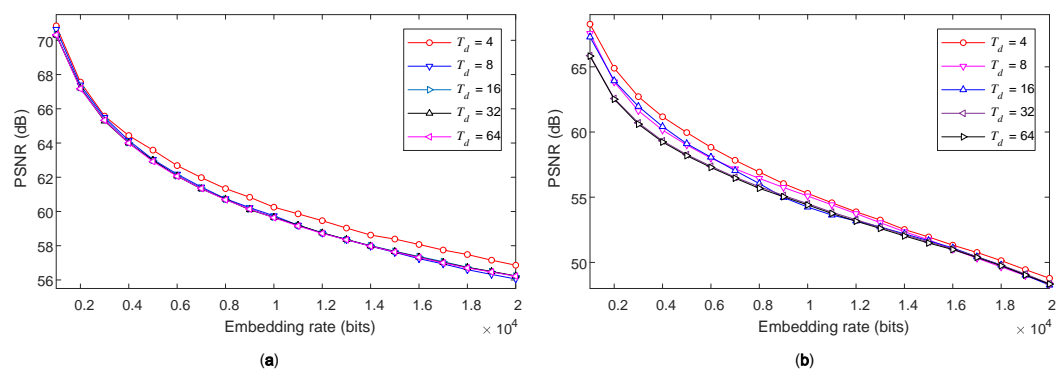 70
68
66
64
62
60
58
56
PSNR (dB)
0.2 0.4 0.6 0.8 1 1.2 1.4 1.6 1.8 2
Embedding rate (bits)
× 10^4
T_d = 4
T_d = 8
T_d = 16
T_d = 32
T_d = 64
(a)
65
60
55
50
PSNR (dB)
0.2 0.4 0.6 0.8 1 1.2 1.4 1.6 1.8 2
Embedding rate (bits)
× 10^4
T_d = 4
T_d = 8
T_d = 16
T_d = 32
T_d = 64
(b)